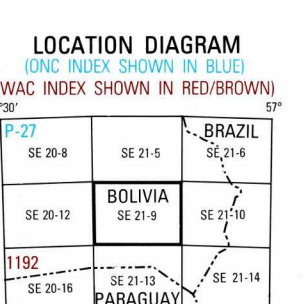 LOCATION DIAGRAM
(ONC INDEX SHOWN IN BLUE)
WAC INDEX SHOWN IN RED/BROWN)
°30' 57°
P-27 BRAZIL
SE 20-8 SE 21-5 SE 21-6
BOLIVIA
SE 20-12 SE 21-9 SE 21-10
1192
SE 20-16 SE 21-13 SE 21-14
PARAGUAY